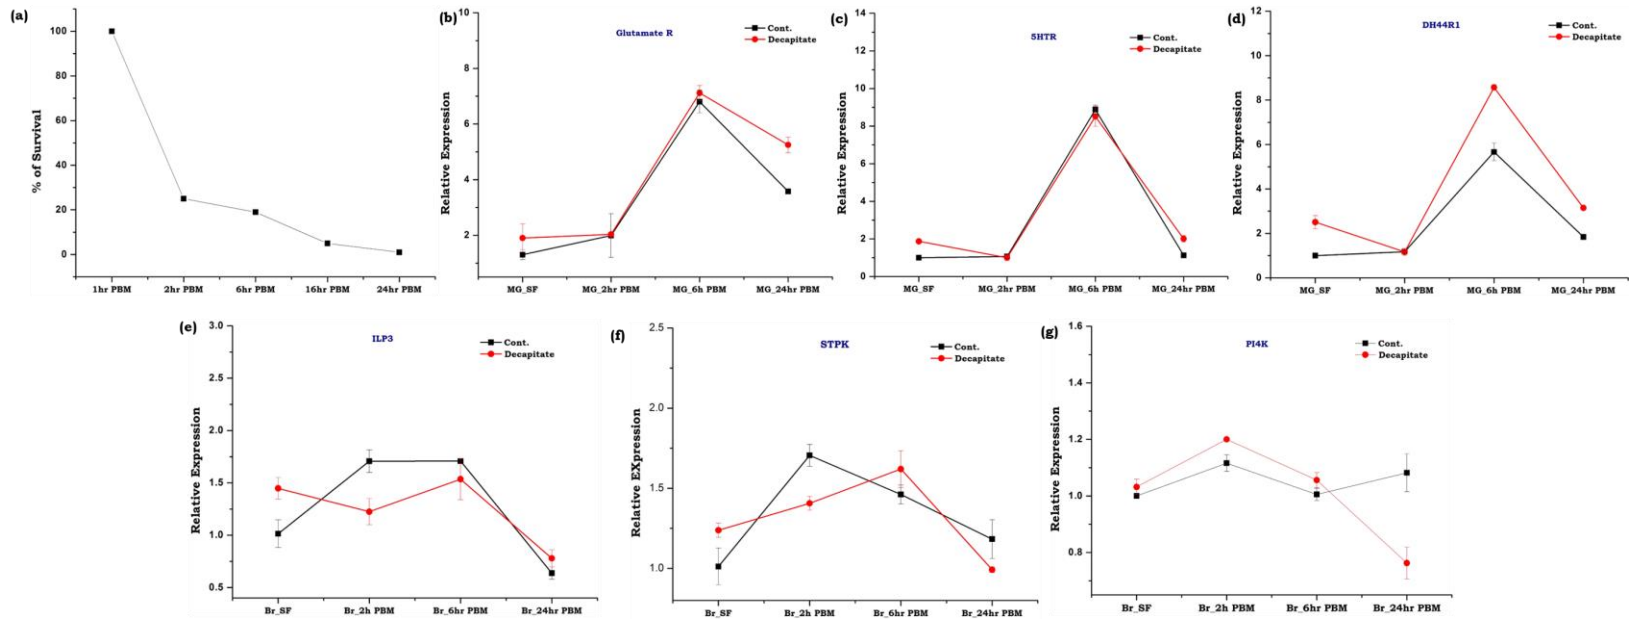 (a)
% of Survival
100
80
60
40
20
0
1hr PBM 2hr PBM 6hr PBM 16hr PBM 24hr PBM
(b)
Glutamate R
Cont.
Decapitate
Relative Expression
10
8
6
4
2
MG_SF MG_2hr PBM MG_6h PBM MG_24hr PBM
(c)
5HTR
Cont.
Decapitate
Relative Expression
14
12
10
8
6
4
2
0
MG_SF MG_2hr PBM MG_6h PBM MG_24hr PBM
(d)
DH44R1
Cont.
Decapitate
Relative Expression
12
10
8
6
4
2
0
MG_SF MG_2hr PBM MG_6h PBM MG_24hr PBM
(e)
ILP3
Cont.
Decapitate
Relative Expression
3.0
2.5
2.0
1.5
1.0
0.5
Br_SF Br_2h PBM Br_6hr PBM Br_24hr PBM
(f)
STPK
Cont.
Decapitate
Relative EXpression
2.5
2.0
1.5
1.0
Br_SF Br_2h PBM Br_6hr PBM Br_24hr PBM
(g)
PI4K
Cont.
Decapitate
Relative Expression
1.6
1.4
1.2
1.0
0.8
Br_SF Br_2h PBM Br_6hr PBM Br_24hr PBM